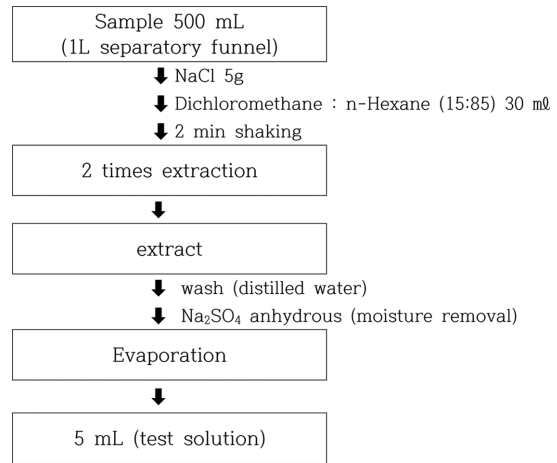 Sample 500 mL
(1L separatory funnel)
NaCl 5g
Dichloromethane : n-Hexane (15:85) 30 ㎖
2 min shaking
2 times extraction
extract
wash (distilled water)
Na₂SO₄ anhydrous (moisture removal)
Evaporation
5 mL (test solution)